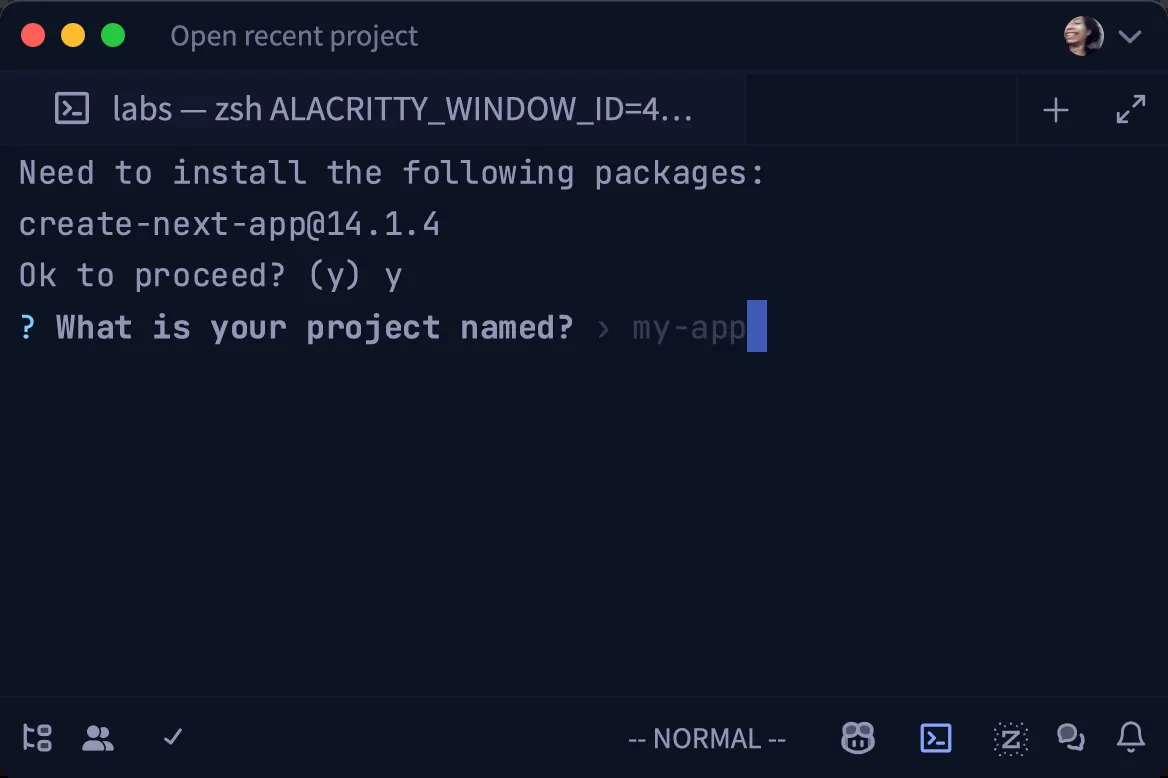 Open recent project
labs — zsh ALACRITTY_WINDOW_ID=4…
Need to install the following packages:
create-next-app@14.1.4
Ok to proceed? (y) y
? What is your project named? › my-app
-- NORMAL --